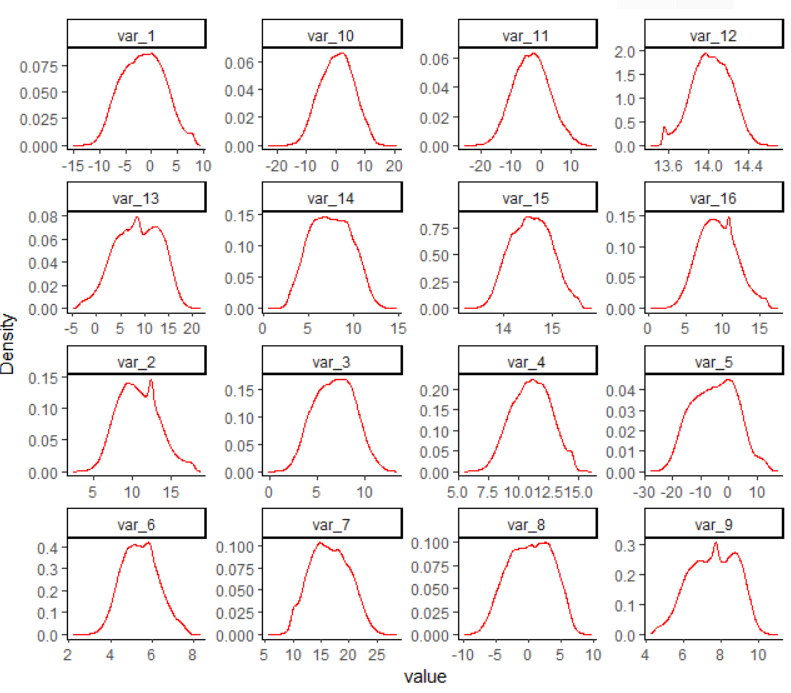 var_1 var_10 var_11 var_12
0.075 0.050 0.025 0.000
-15 -10 -5 0 5 10
0.06 0.04 0.02 0.00
-20 -10 0 10 20
0.06 0.04 0.02 0.00
-20 -10 0 10
2.0 1.5 1.0 0.5 0.0
13.6 14.0 14.4
var_13 var_14 var_15 var_16
0.08 0.06 0.04 0.02 0.00
-5 0 5 10 15 20
0.15 0.10 0.05 0.00
0 5 10 15
0.75 0.50 0.25 0.00
14 15
0.15 0.10 0.05 0.00
0 5 10 15
Density
var_2 var_3 var_4 var_5
0.15 0.10 0.05 0.00
5 10 15
0.15 0.10 0.05 0.00
0 5 10
0.20 0.15 0.10 0.05 0.00
5.0 7.5 10.0 12.5 15.0
0.04 0.03 0.02 0.01 0.00
-30 -20 -10 0 10
var_6 var_7 var_8 var_9
0.4 0.3 0.2 0.1 0.0
2 4 6 8
0.100 0.075 0.050 0.025 0.000
5 10 15 20 25
0.100 0.075 0.050 0.025 0.000
-10 -5 0 5 10
0.3 0.2 0.1 0.0
4 6 8 10
value